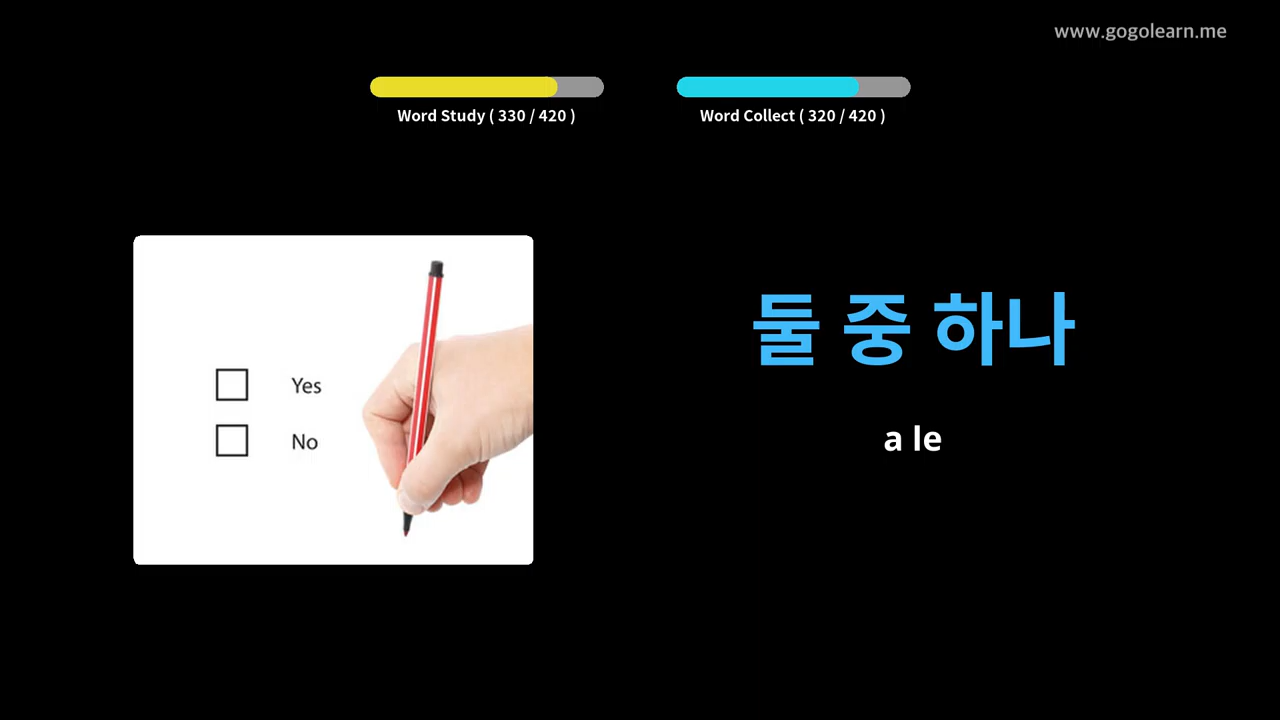 www.gogolearn.me
Word Study ( 330 / 420 )
Word Collect ( 320 / 420 )
Yes
No
둘 중 하나
a le